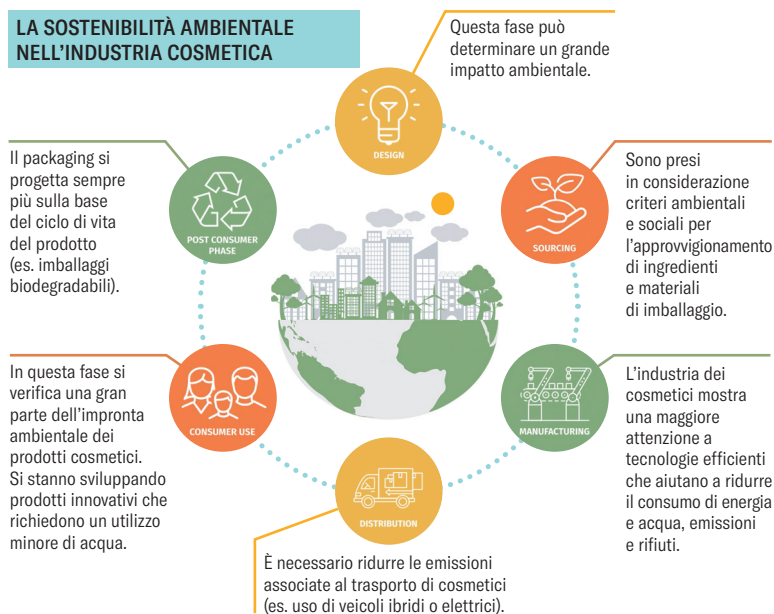 LA SOSTENIBILITÀ AMBIENTALE
NELL'INDUSTRIA COSMETICA
Questa fase può
determinare un grande
impatto ambientale.
DESIGN
Sono presi
in considerazione
criteri ambientali
e sociali per
l'approvvigionamento
di ingredienti
e materiali
di imballaggio.
SOURCING
L'industria dei
cosmetici mostra
una maggiore
attenzione a
tecnologie efficienti
che aiutano a ridurre
il consumo di energia
e acqua, emissioni
e rifiuti.
MANUFACTURING
DISTRIBUTION
È necessario ridurre le emissioni
associate al trasporto di cosmetici
(es. uso di veicoli ibridi o elettrici).
In questa fase si
verifica una gran
parte dell'impronta
ambientale dei
prodotti cosmetici.
Si stanno sviluppando
prodotti innovativi che
richiedono un utilizzo
minore di acqua.
CONSUMER USE
Il packaging si
progetta sempre
più sulla base
del ciclo di vita
del prodotto
(es. imballaggi
biodegradabili).
POST CONSUMER
PHASE